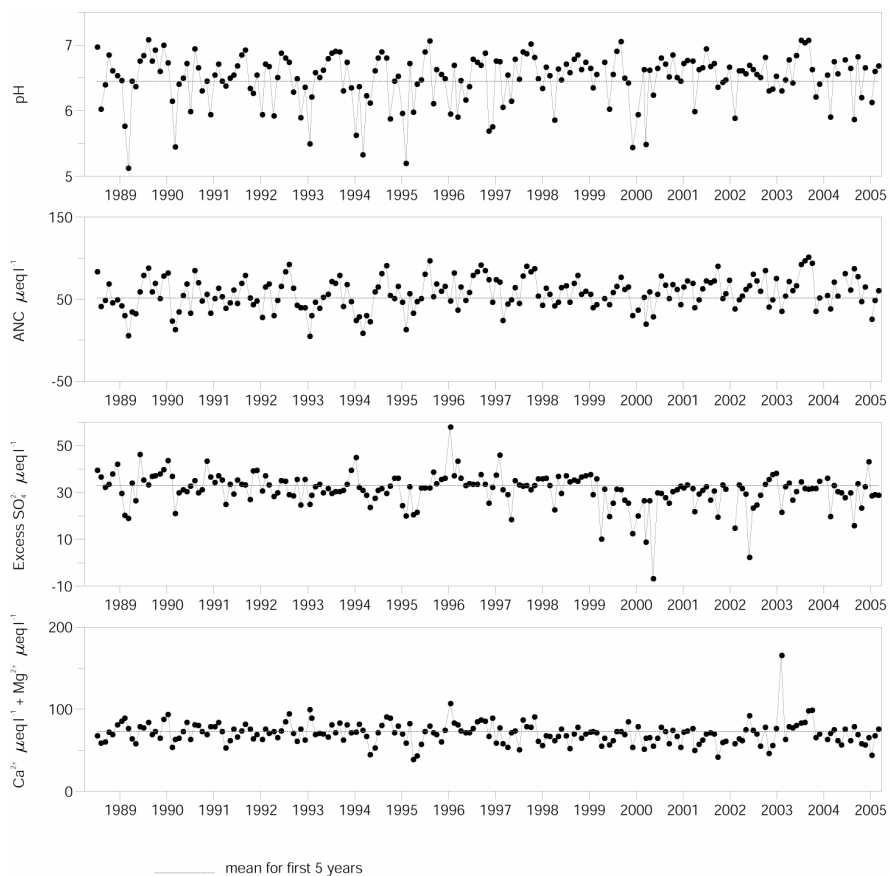 7
6
5
pH
1989 1990 1991 1992 1993 1994 1995 1996 1997 1998 1999 2000 2001 2002 2003 2004 2005
150
50
-50
ANC µeq l⁻¹
1989 1990 1991 1992 1993 1994 1995 1996 1997 1998 1999 2000 2001 2002 2003 2004 2005
50
30
10
-10
Excess SO₄²⁻ µeq l⁻¹
1989 1990 1991 1992 1993 1994 1995 1996 1997 1998 1999 2000 2001 2002 2003 2004 2005
200
100
0
Ca²⁺ µeq l⁻¹ + Mg²⁺ µeq l⁻¹
1989 1990 1991 1992 1993 1994 1995 1996 1997 1998 1999 2000 2001 2002 2003 2004 2005
mean for first 5 years